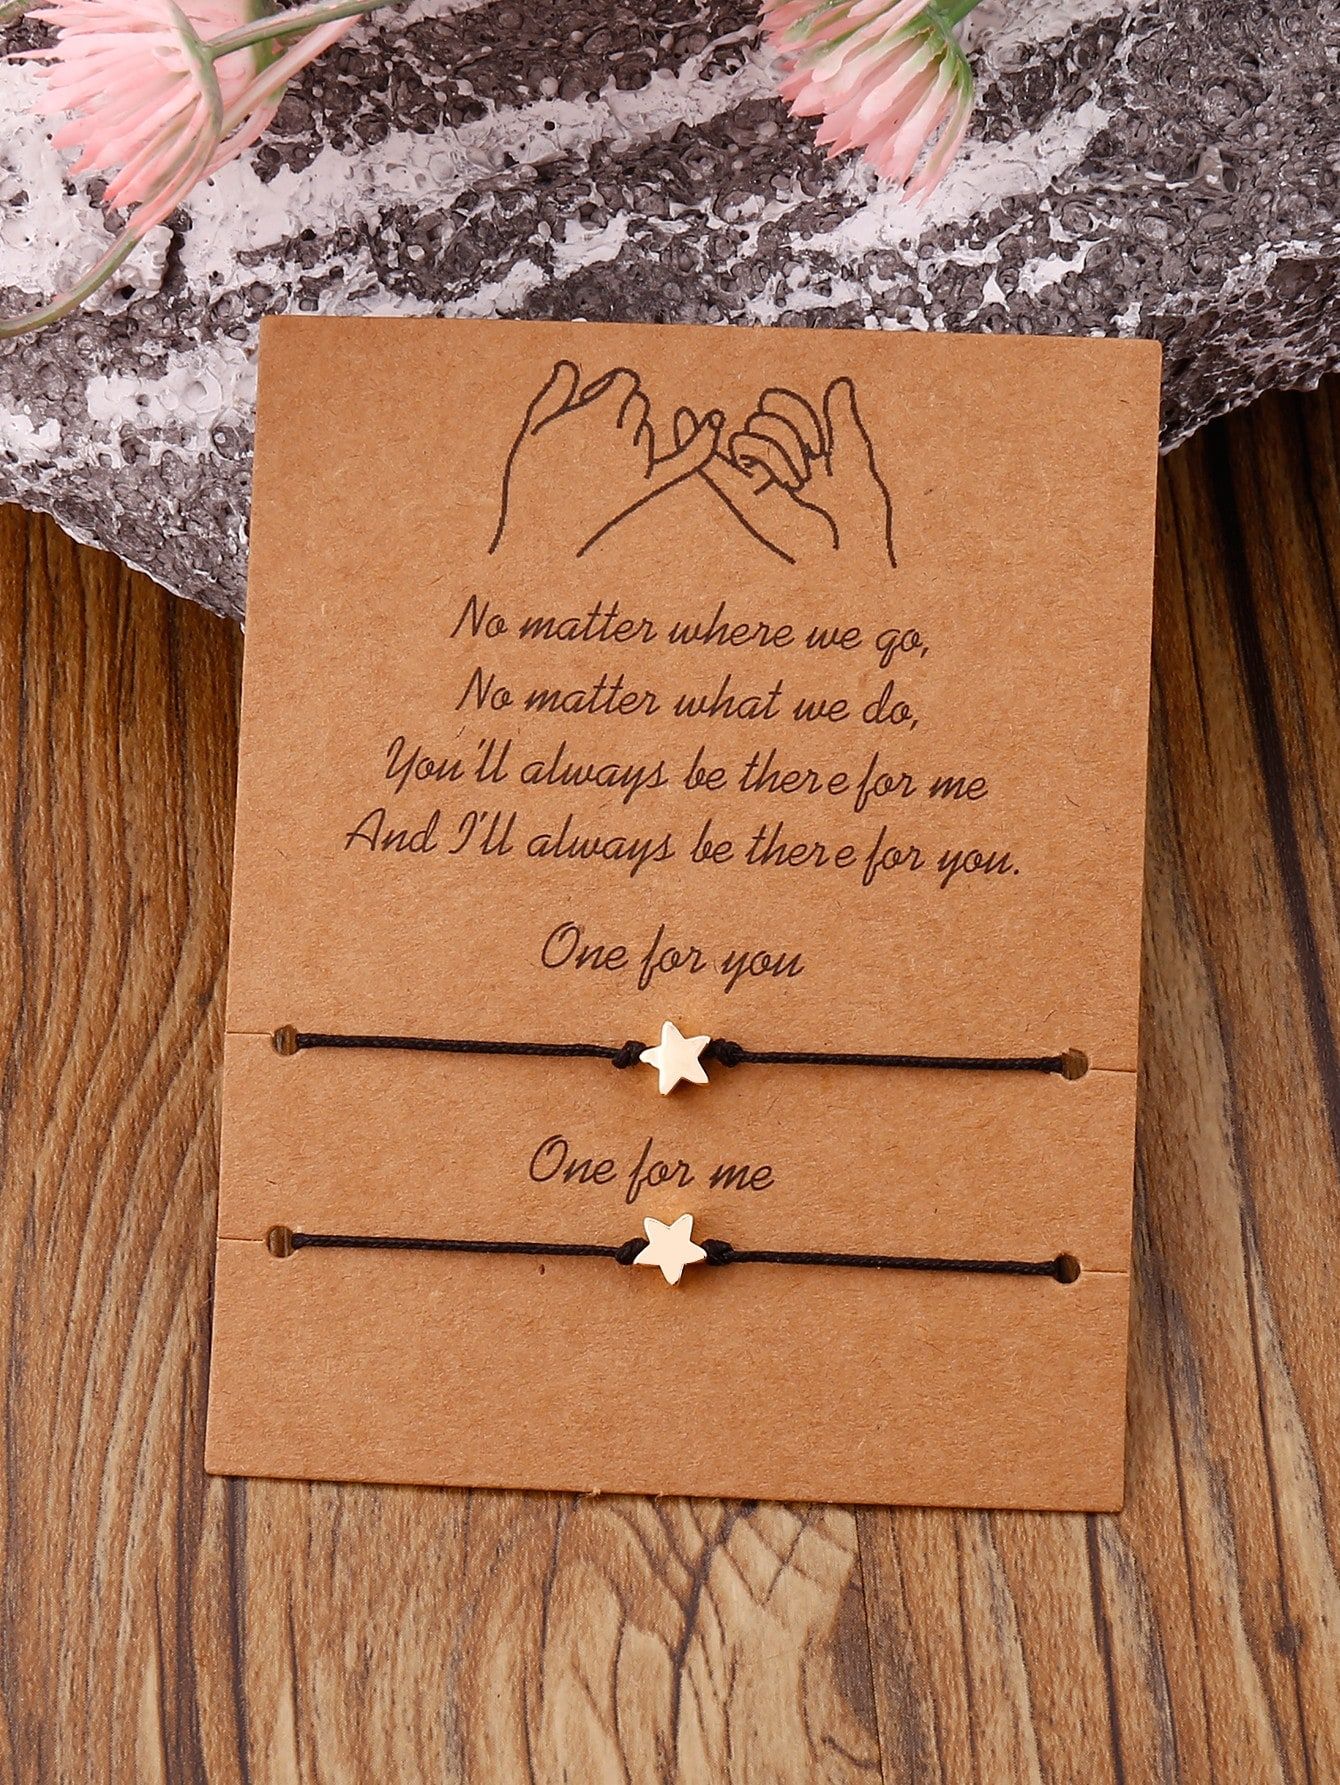 No matter where we go,
No matter what we do,
You'll always be there for me
And I'll always be there for you.
One for you
One for me